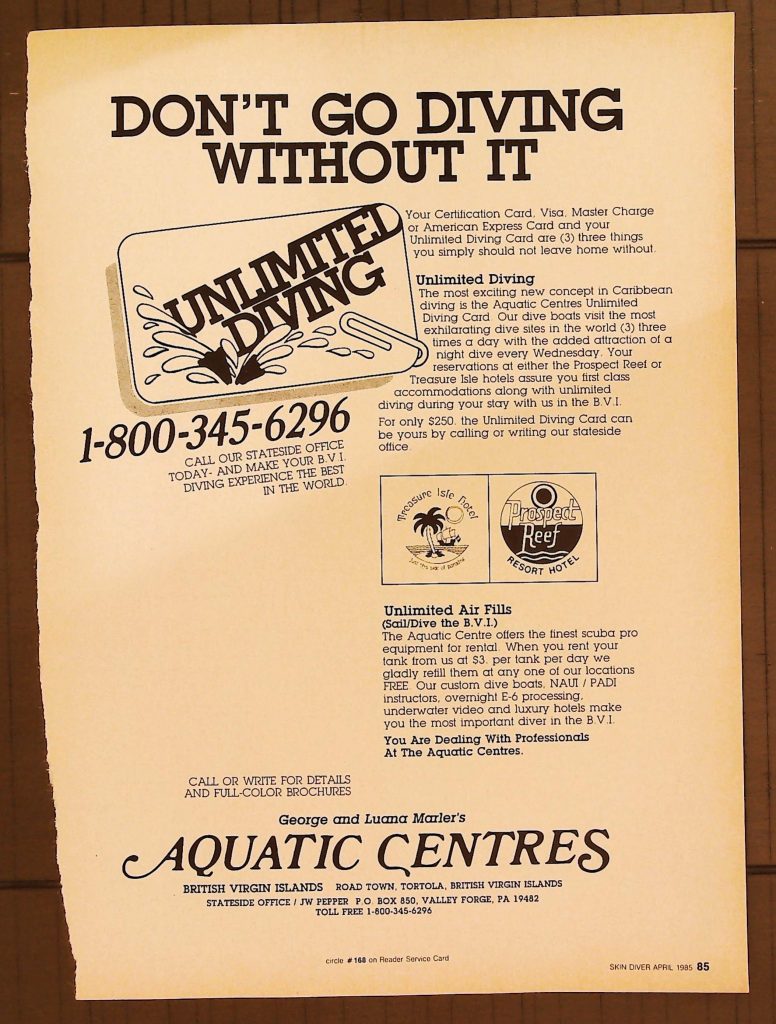 DON'T GO DIVING
WITHOUT IT
UNLIMITED
DIVING
1-800-345-6296
CALL OUR STATESIDE OFFICE
TODAY- AND MAKE YOUR B.V.I.
DIVING EXPERIENCE THE BEST
IN THE WORLD.
Your Certification Card, Visa, Master Charge
or American Express Card and your
Unlimited Diving Card are (3) three things
you simply should not leave home without.
Unlimited Diving
The most exciting new concept in Caribbean
diving is the Aquatic Centres Unlimited
Diving Card. Our dive boats visit the most
exhilarating dive sites in the world (3) three
times a day with the added attraction of a
night dive every Wednesday. Your
reservations at either the Prospect Reef or
Treasure Isle hotels assure you first class
accommodations along with unlimited
diving during your stay with us in the B.V.I.
For only $250. the Unlimited Diving Card can
be yours by calling or writing our stateside
office.
Treasure Isle Hotel
Just this side of paradise
Prospect
Reef
RESORT HOTEL
Unlimited Air Fills
(Sail/Dive the B.V.I.)
The Aquatic Centre offers the finest scuba pro
equipment for rental. When you rent your
tank from us at $3. per tank per day we
gladly refill them at any one of our locations
FREE. Our custom dive boats, NAUI / PADI
instructors, overnight E-6 processing,
underwater video and luxury hotels make
you the most important diver in the B.V.I.
You Are Dealing With Professionals
At The Aquatic Centres.
CALL OR WRITE FOR DETAILS
AND FULL-COLOR BROCHURES
George and Luana Marler's
AQUATIC CENTRES
BRITISH VIRGIN ISLANDS ROAD TOWN, TORTOLA, BRITISH VIRGIN ISLANDS
STATESIDE OFFICE / JW PEPPER P.O. BOX 850, VALLEY FORGE, PA 19482
TOLL FREE 1-800-345-6296
circle #168 on Reader Service Card
SKIN DIVER APRIL 1985 85